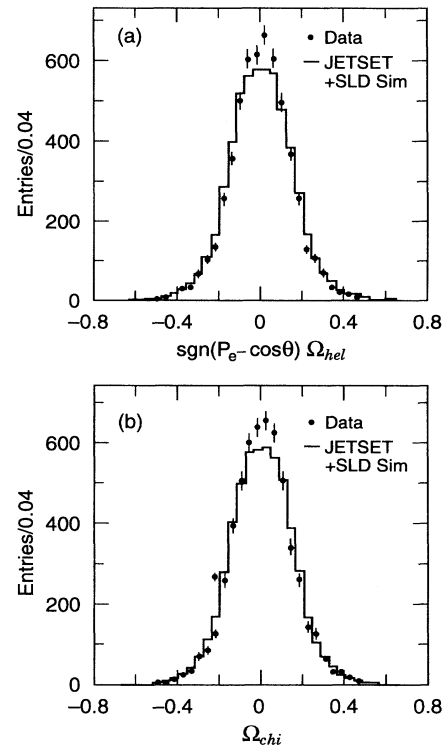 (a)
Data
JETSET
+SLD Sim
Entries/0.04
600
400
200
0
−0.8 −0.4 0 0.4 0.8
sgn(Pe− cosθ) Ωhel
(b)
Data
JETSET
+SLD Sim
Entries/0.04
600
400
200
0
−0.8 −0.4 0 0.4 0.8
Ωchi